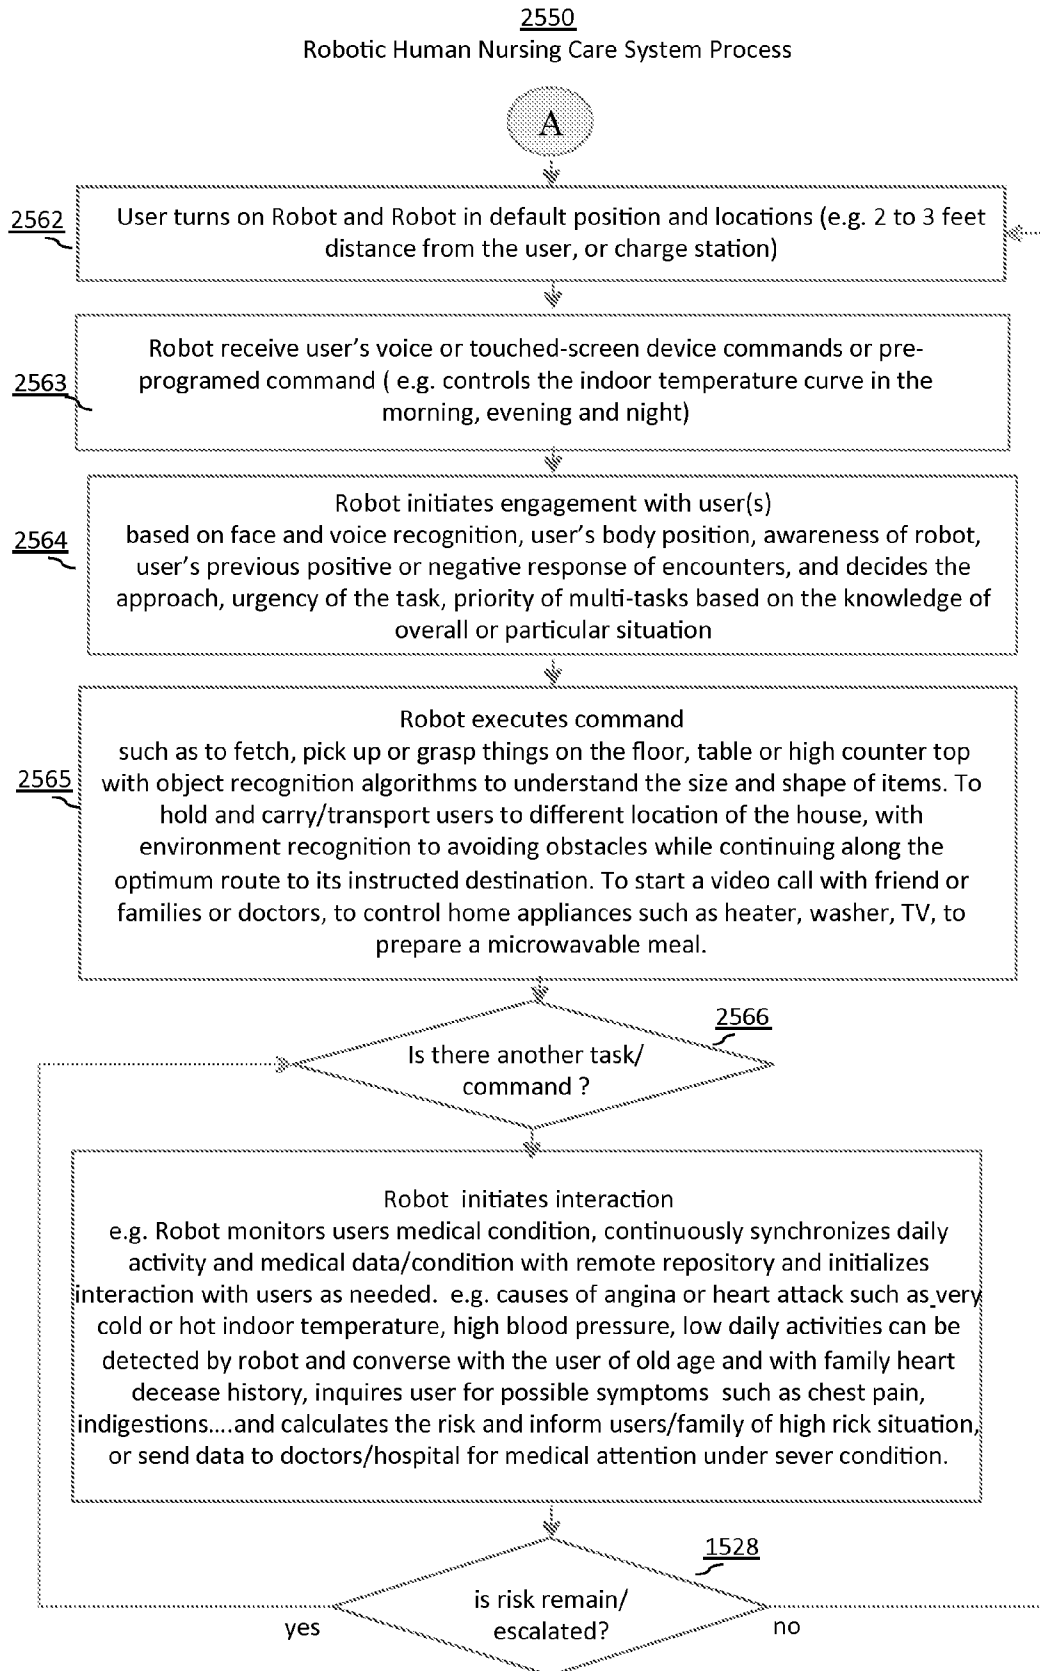 2550
Robotic Human Nursing Care System Process
A
2562
User turns on Robot and Robot in default position and locations (e.g. 2 to 3 feet
distance from the user, or charge station)
2563
Robot receive user's voice or touched-screen device commands or pre-
programed command ( e.g. controls the indoor temperature curve in the
morning, evening and night)
2564
Robot initiates engagement with user(s)
based on face and voice recognition, user's body position, awareness of robot,
user's previous positive or negative response of encounters, and decides the
approach, urgency of the task, priority of multi-tasks based on the knowledge of
overall or particular situation
2565
Robot executes command
such as to fetch, pick up or grasp things on the floor, table or high counter top
with object recognition algorithms to understand the size and shape of items. To
hold and carry/transport users to different location of the house, with
environment recognition to avoiding obstacles while continuing along the
optimum route to its instructed destination. To start a video call with friend or
families or doctors, to control home appliances such as heater, washer, TV, to
prepare a microwavable meal.
2566
Is there another task/
command ?
Robot initiates interaction
e.g. Robot monitors users medical condition, continuously synchronizes daily
activity and medical data/condition with remote repository and initializes
interaction with users as needed. e.g. causes of angina or heart attack such as very
cold or hot indoor temperature, high blood pressure, low daily activities can be
detected by robot and converse with the user of old age and with family heart
decease history, inquires user for possible symptoms such as chest pain,
indigestions....and calculates the risk and inform users/family of high rick situation,
or send data to doctors/hospital for medical attention under sever condition.
1528
is risk remain/
escalated?
yes
no